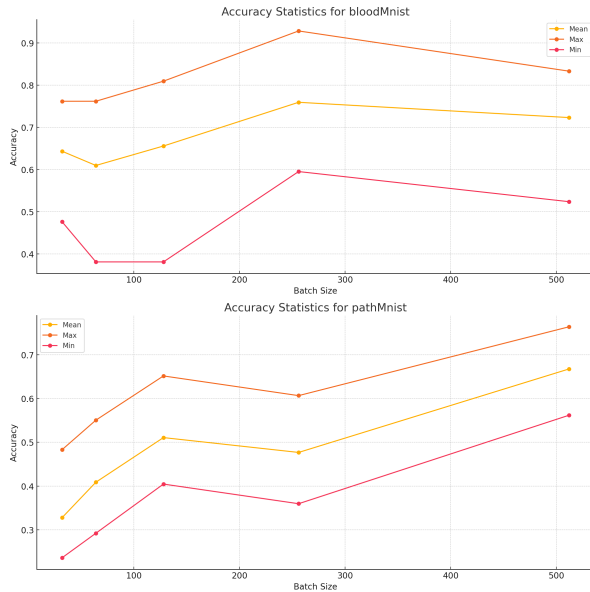 Accuracy Statistics for bloodMnist
Mean
Max
Min
0.9
0.8
0.7
0.6
0.5
0.4
Accuracy
100
200
300
400
500
Batch Size
Accuracy Statistics for pathMnist
Mean
Max
Min
0.7
0.6
0.5
0.4
0.3
Accuracy
100
200
300
400
500
Batch Size